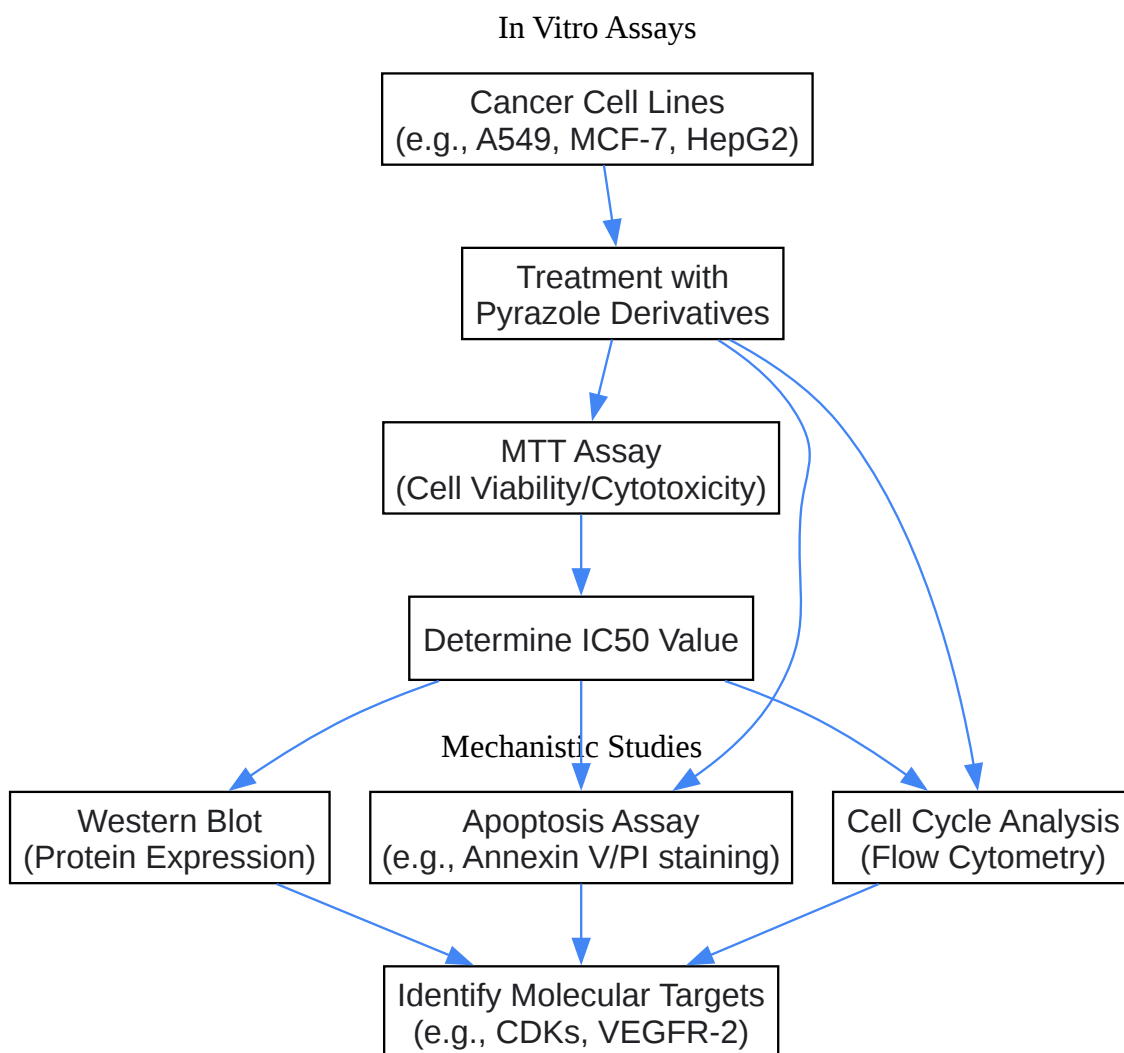 In Vitro Assays
Cancer Cell Lines
(e.g., A549, MCF-7, HepG2)
Treatment with
Pyrazole Derivatives
MTT Assay
(Cell Viability/Cytotoxicity)
Determine IC50 Value
Mechanistic Studies
Western Blot
(Protein Expression)
Apoptosis Assay
(e.g., Annexin V/PI staining)
Cell Cycle Analysis
(Flow Cytometry)
Identify Molecular Targets
(e.g., CDKs, VEGFR-2)